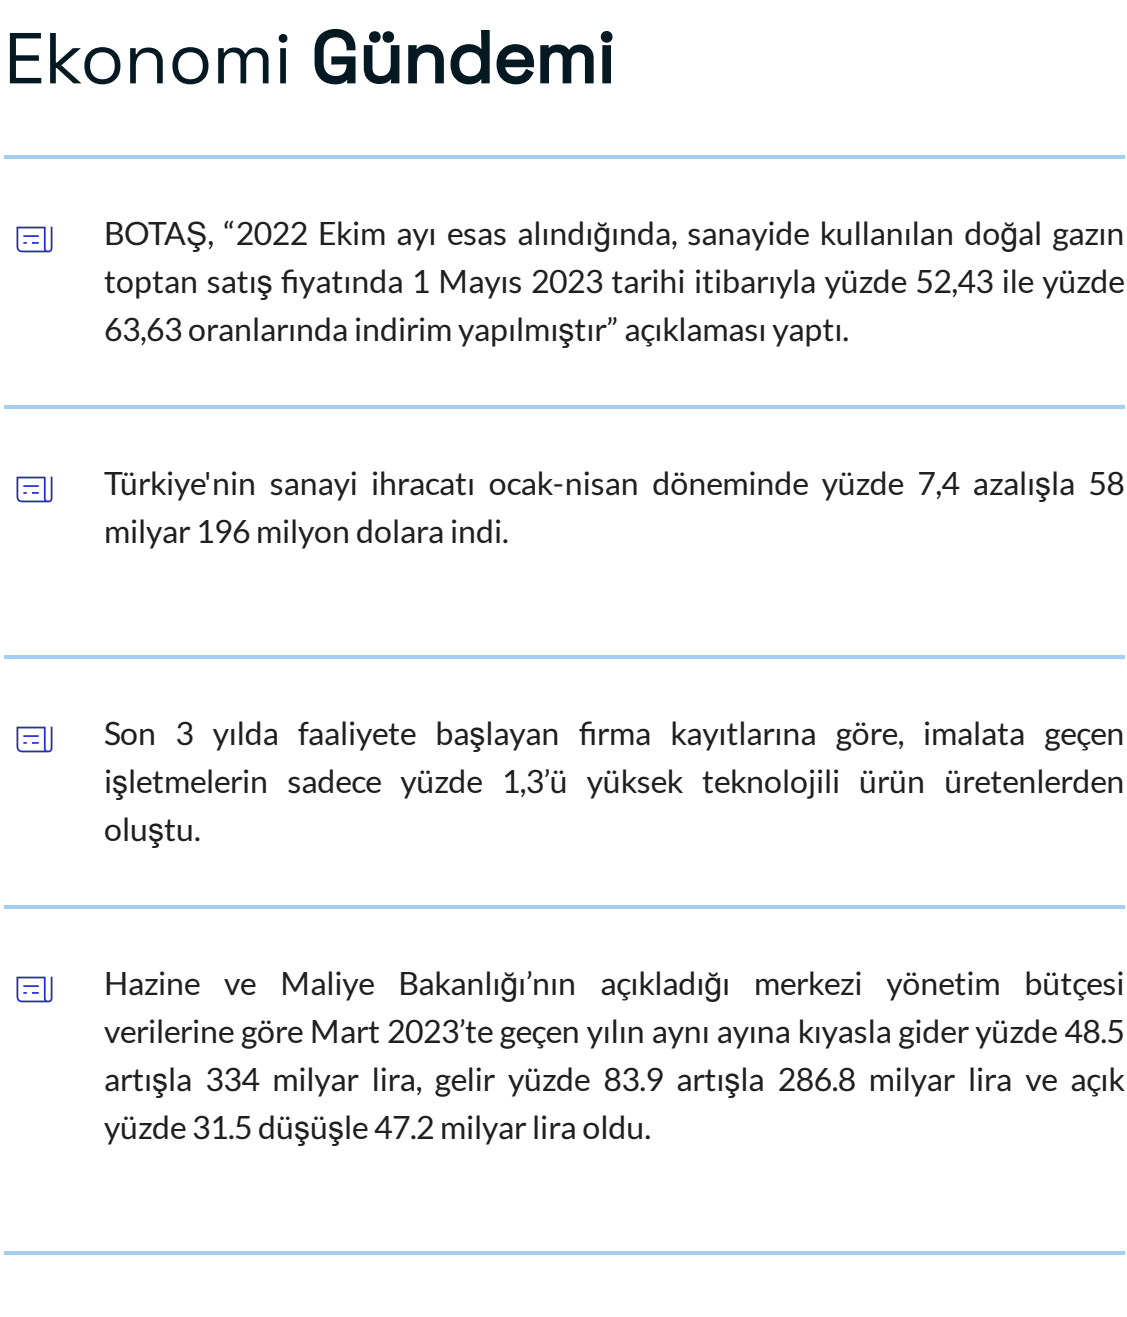 Ekonomi Gündemi
BOTAŞ, “2022 Ekim ayı esas alındığında, sanayide kullanılan doğal gazın
toptan satış fiyatında 1 Mayıs 2023 tarihi itibarıyla yüzde 52,43 ile yüzde
63,63 oranlarında indirim yapılmıştır” açıklaması yaptı.
Türkiye'nin sanayi ihracatı ocak-nisan döneminde yüzde 7,4 azalışla 58
milyar 196 milyon dolara indi.
Son 3 yılda faaliyete başlayan firma kayıtlarına göre, imalata geçen
işletmelerin sadece yüzde 1,3’ü yüksek teknolojili ürün üretenlerden
oluştu.
Hazine ve Maliye Bakanlığı’nın açıkladığı merkezi yönetim bütçesi
verilerine göre Mart 2023’te geçen yılın aynı ayına kıyasla gider yüzde 48.5
artışla 334 milyar lira, gelir yüzde 83.9 artışla 286.8 milyar lira ve açık
yüzde 31.5 düşüşle 47.2 milyar lira oldu.